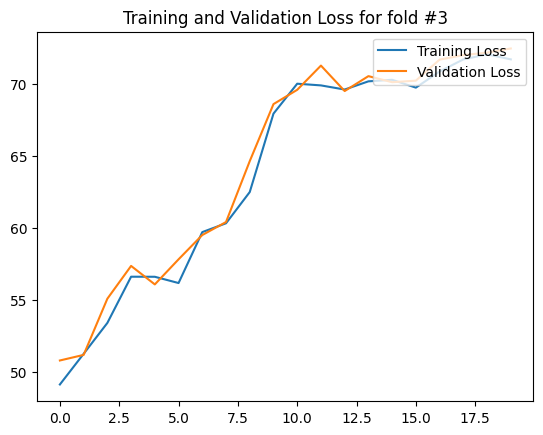 Training and Validation Loss for fold #3
Training Loss
Validation Loss
70
65
60
55
50
0.0 2.5 5.0 7.5 10.0 12.5 15.0 17.5